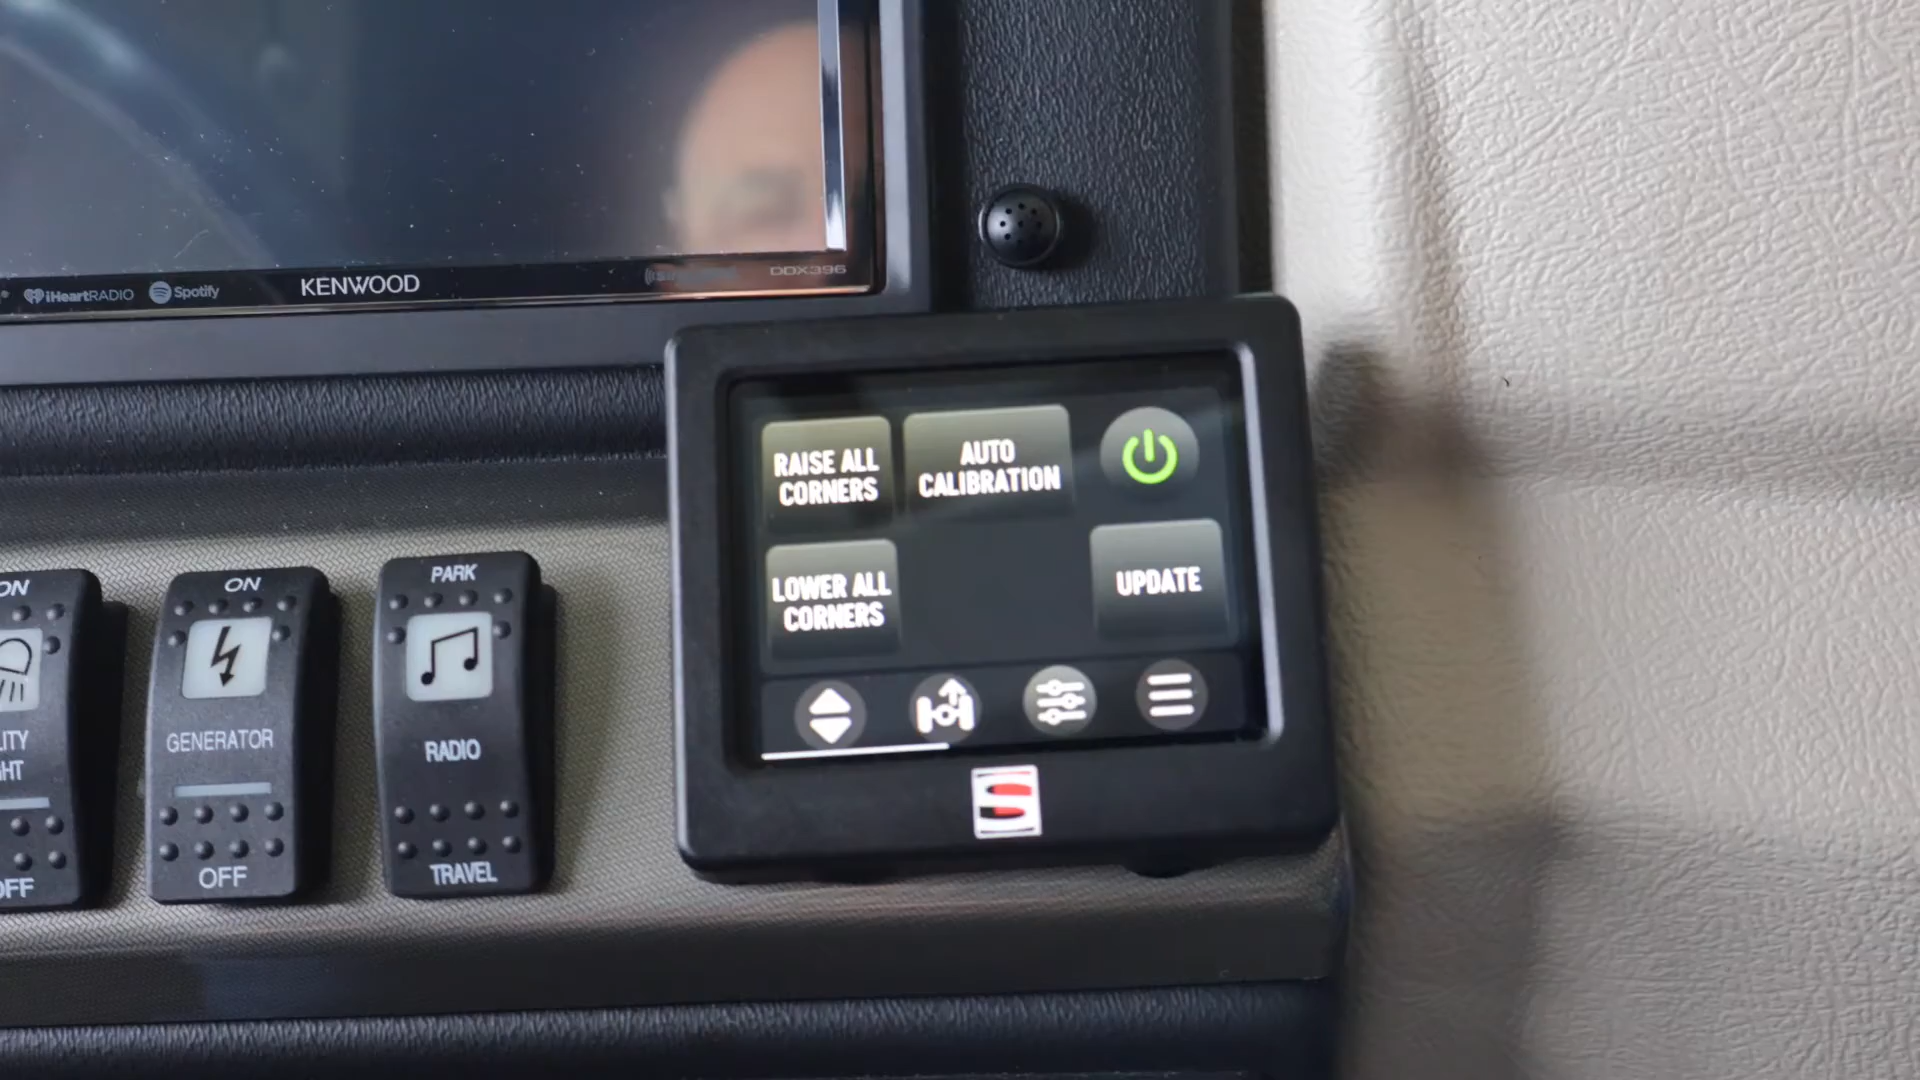 iHeartRADIO
Spotify
KENWOOD
DDX396
RAISE ALL
CORNERS
AUTO
CALIBRATION
LOWER ALL
CORNERS
UPDATE
ON
OFF
ON
GENERATOR
OFF
PARK
RADIO
TRAVEL